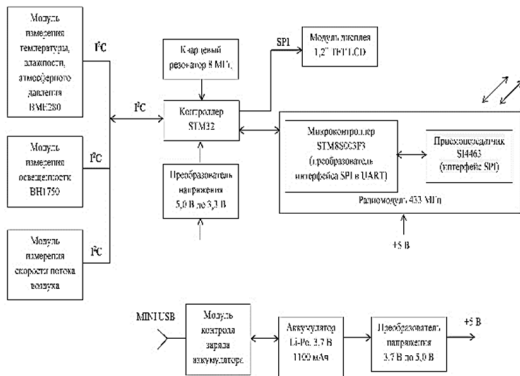 Модуль
измерения
температуры,
влажности,
атмосферного
давления
BME280
I²C
Модуль
измерения
освещенности
BH1750
I²C
Модуль
измерения
скорости потока
воздуха
I²C
I²C
Кварцевый
резонатор 8 МГц
Контроллер
STM32
Преобразователь
напряжения
5,0 В до 3,3 В
SPI
Модуль дисплея
1,2" TFT LCD
Микроконтроллер
STM8S003F3
(преобразователь
интерфейса SPI в UART)
Приемопередатчик
SI4463
(интерфейс SPI)
Радиомодуль 433 МГц
+5 В
MINI USB
Модуль
контроля
заряда
аккумулятора
Аккумулятор
Li-Po, 3.7 В
1100 мАч
Преобразователь
напряжения
3.7 В до 5,0 В
+5 В